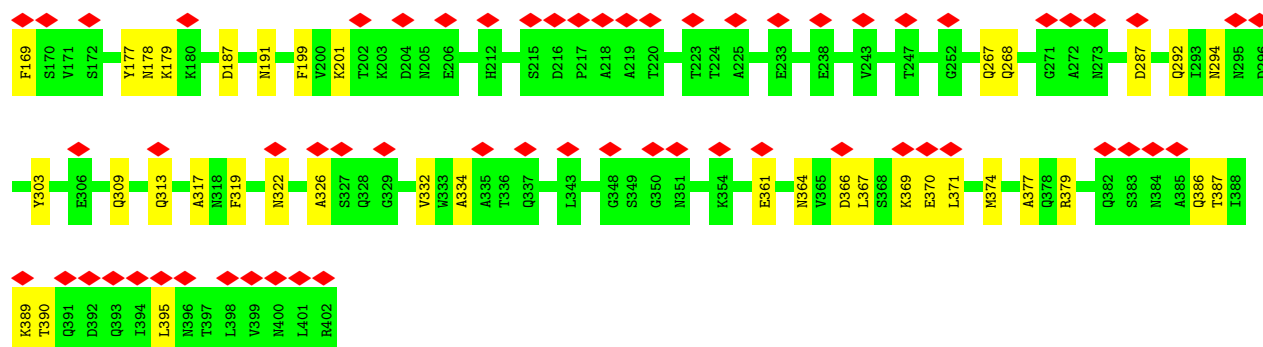 F169 S170 V171 S172 Y177 N178 K179 K180 D187 N191 F199 V200 K201 T202 K203 D204 N205 E206 H212 S215 D216 P217 A218 A219 T220 T223 T224 A225 E233 E238 V243 T247 G252 Q267 Q268 G271 A272 N273 D287 Q292 I293 N294 N295 D296
Y303 E306 Q309 Q313 A317 N318 F319 N322 A326 S327 Q328 G329 V332 W333 A334 A335 T336 Q337 L343 G348 S349 G350 N351 K354 E361 N364 V365 D366 L367 S368 K369 E370 L371 M374 A377 Q378 R379 Q382 S383 N384 A385 Q386 T387 I388
K389 T390 Q391 D392 Q393 I394 L395 N396 T397 L398 V399 N400 L401 R402